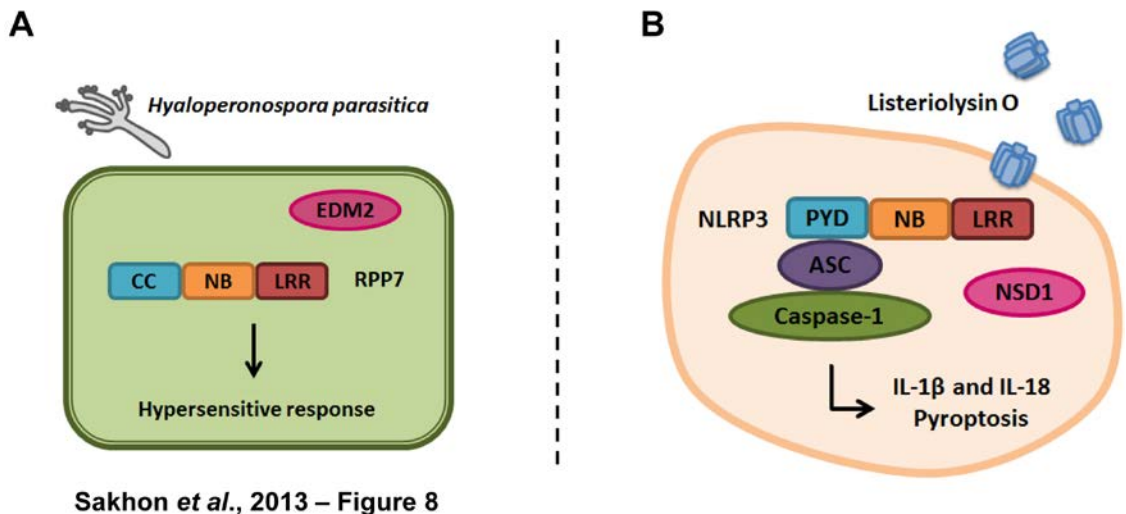 A
Hyaloperonospora parasitica
EDM2
CC NB LRR RPP7
Hypersensitive response
B
Listeriolysin O
NLRP3 PYD NB LRR
ASC
NSD1
Caspase-1
IL-1β and IL-18
Pyroptosis
Sakhon et al., 2013 – Figure 8